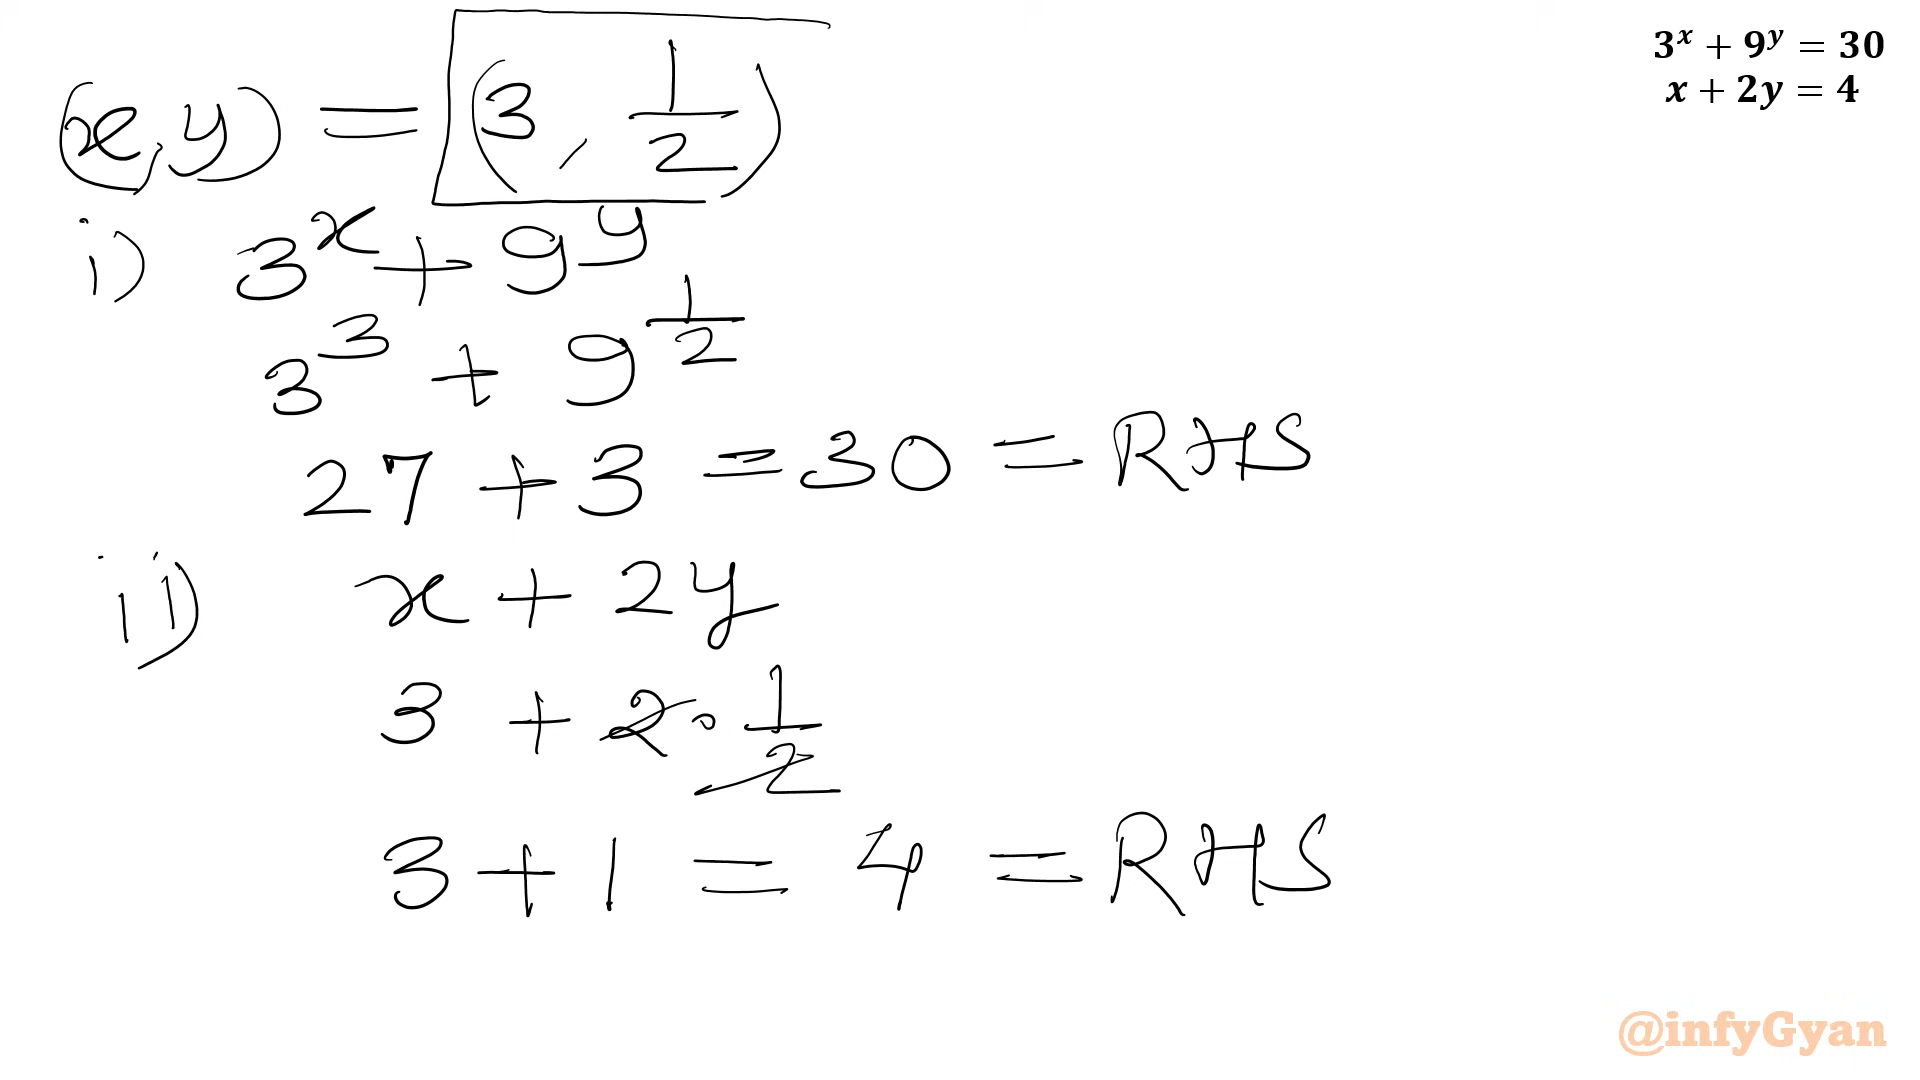 3^x + 9^y = 30
x + 2y = 4
(x, y) = (3, 1/2)
i) 3^x + 9^y
3^3 + 9^(1/2)
27 + 3 = 30 = RHS
ii) x + 2y
3 + 2 · 1/2
3 + 1 = 4 = RHS
@infyGyan